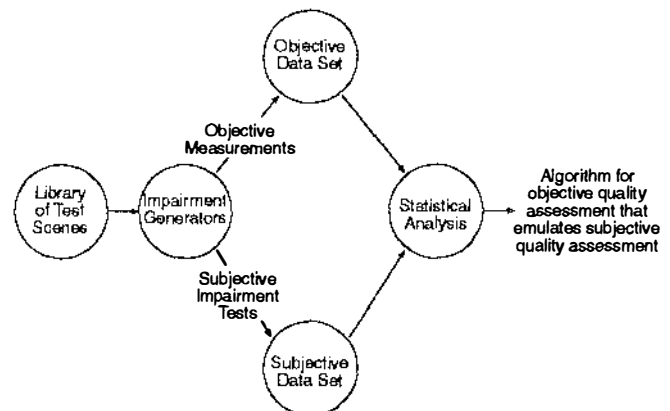 Objective
Data Set
Objective
Measurements
Library
of Test
Scenes
Impairment
Generators
Statistical
Analysis
Algorithm for
objective quality
assessment that
emulates subjective
quality assessment
Subjective
Impairment
Tests
Subjective
Data Set